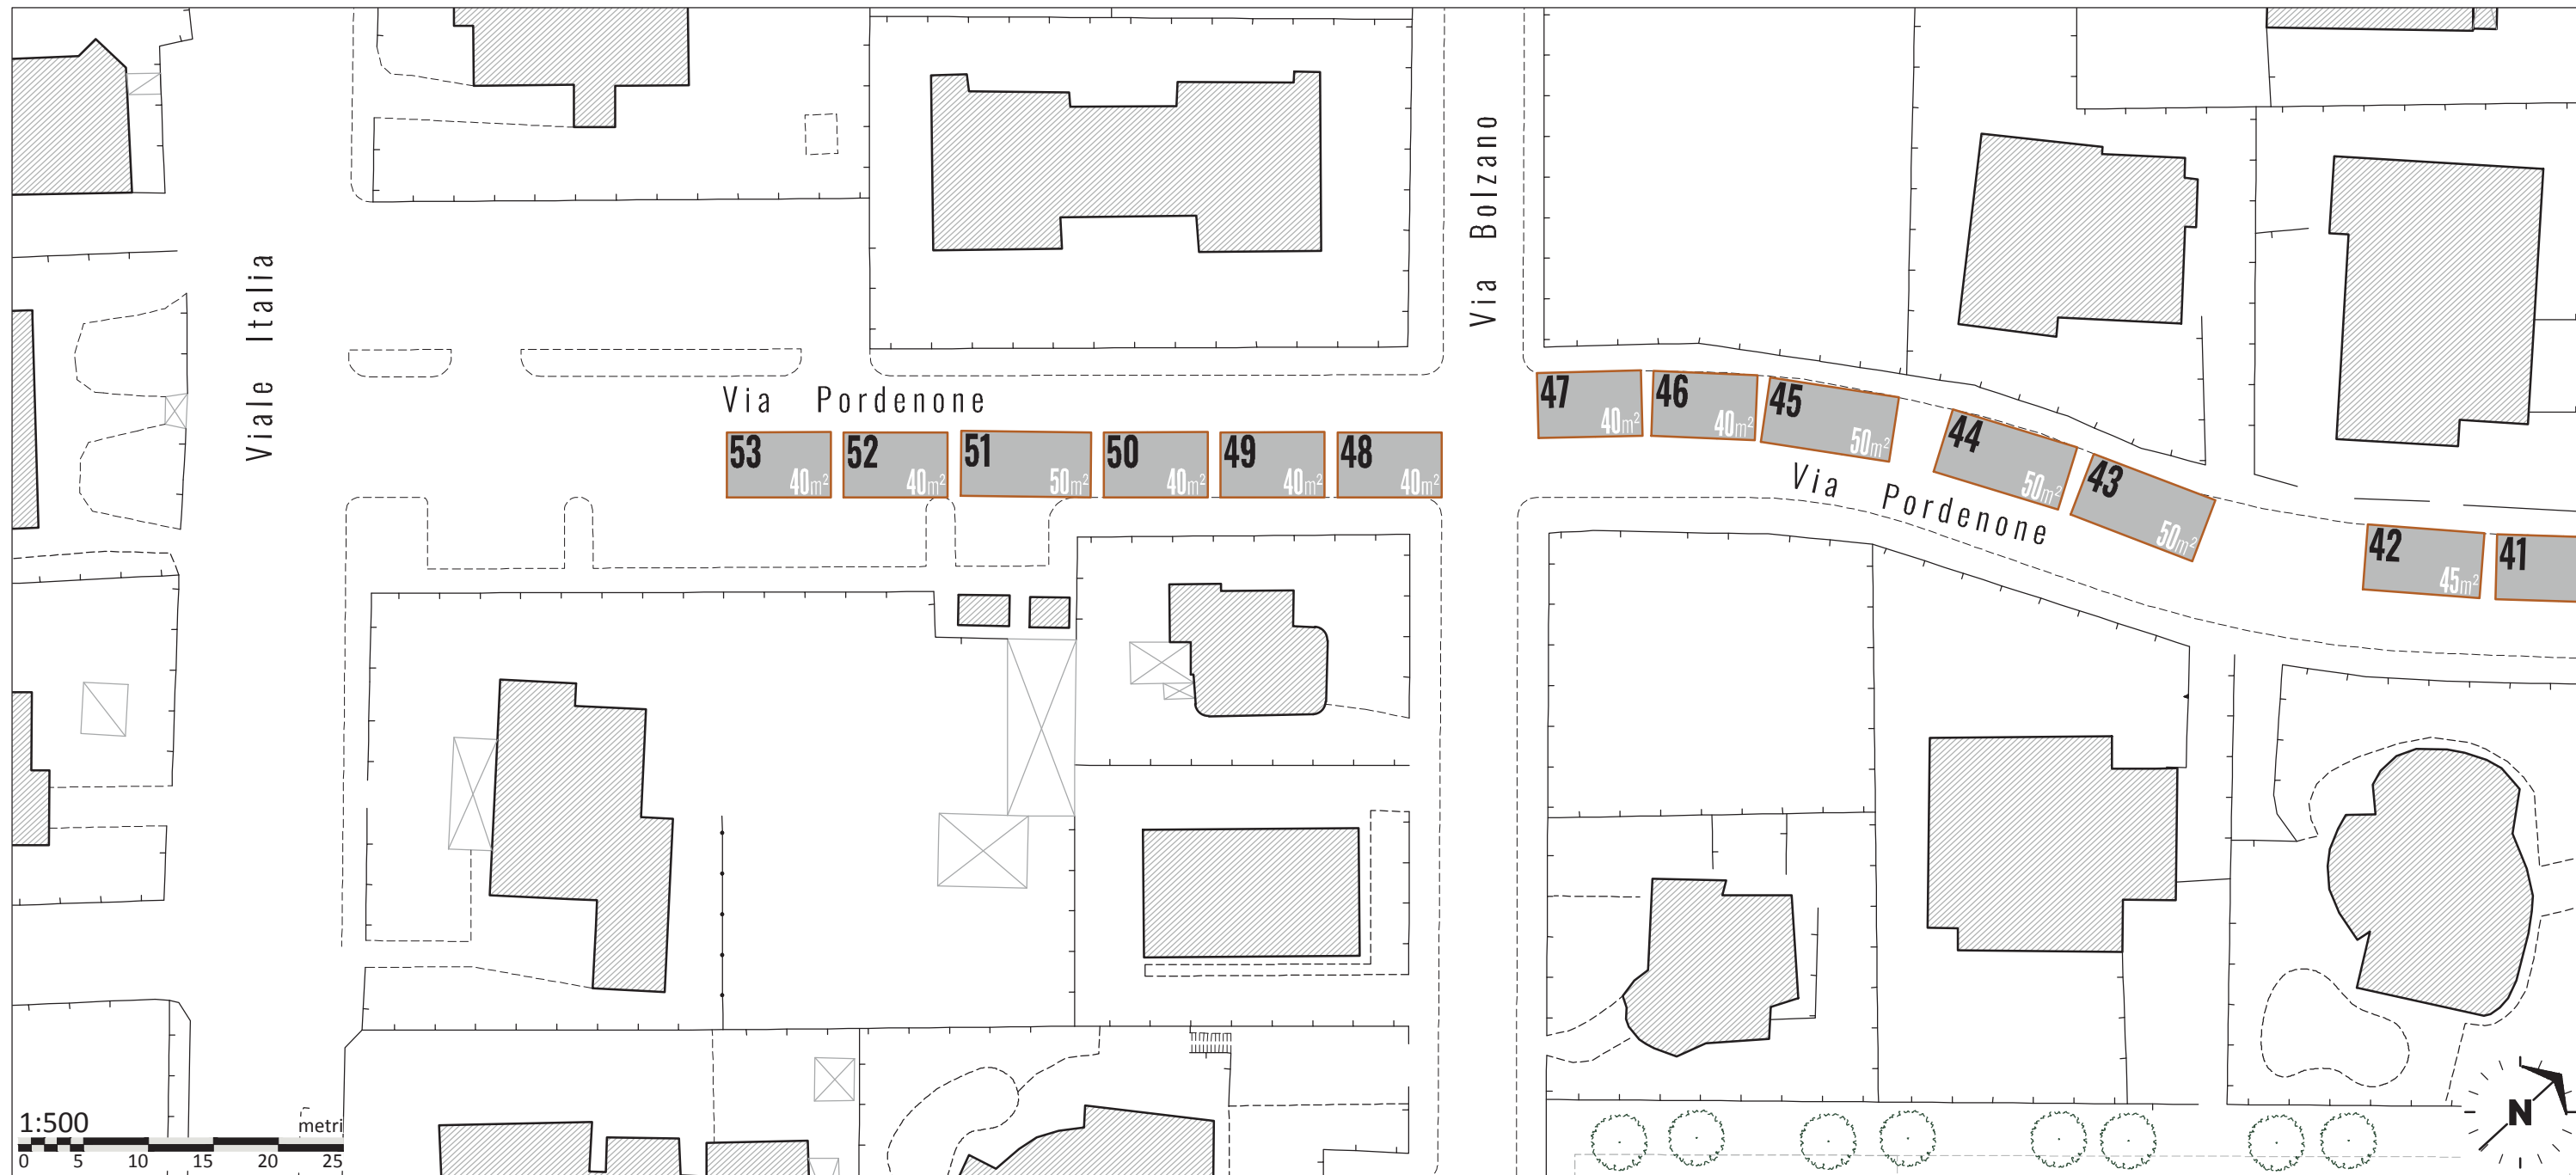 Viale Italia
Via Bolzano
Via Pordenone
53 40m²
52 40m²
51 50m²
50 40m²
49 40m²
48 40m²
47 40m²
46 40m²
45 50m²
44 50m²
43 50m²
Via Pordenone
42 45m²
41
1:500
metri
0 5 10 15 20 25
N